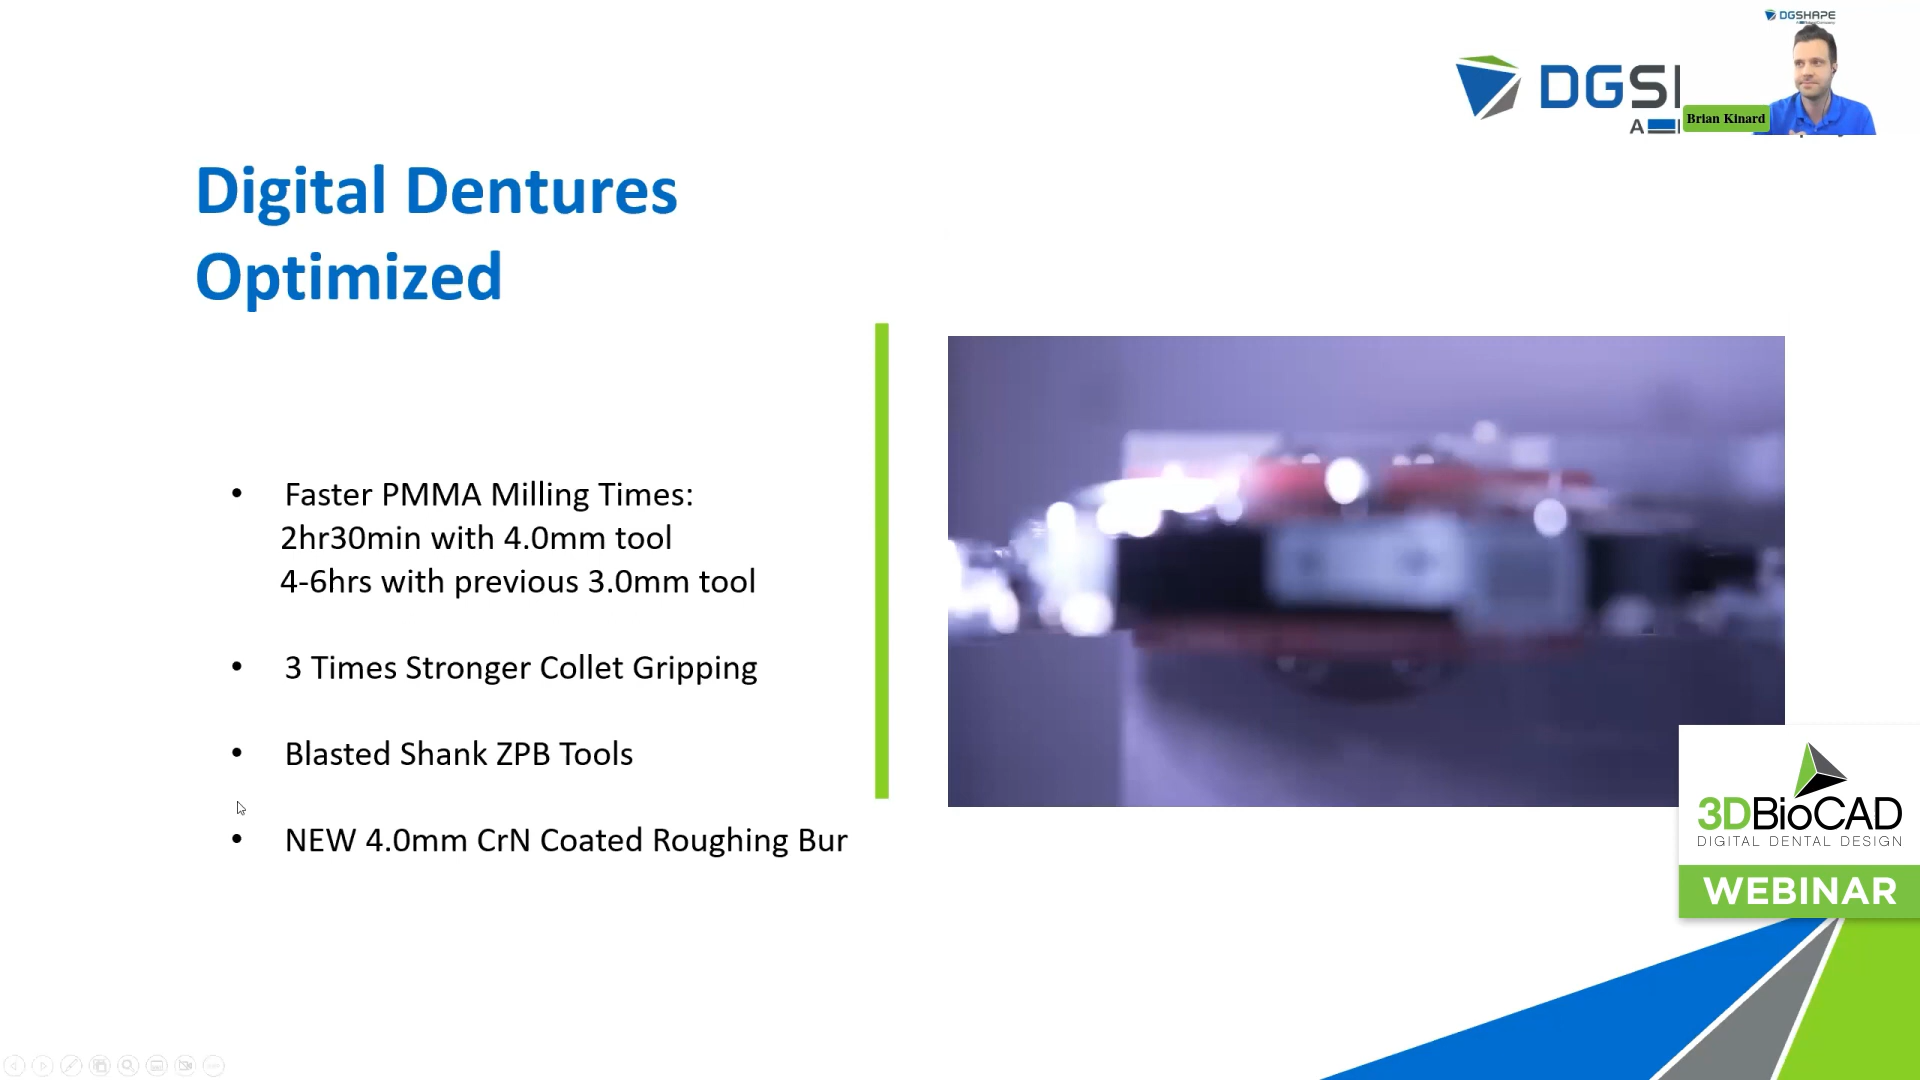 DGSHAPE
DGS
A
Brian Kinard
Digital Dentures
Optimized
• Faster PMMA Milling Times:
2hr30min with 4.0mm tool
4-6hrs with previous 3.0mm tool
• 3 Times Stronger Collet Gripping
• Blasted Shank ZPB Tools
• NEW 4.0mm CrN Coated Roughing Bur
3DBioCAD
DIGITAL DENTAL DESIGN
WEBINAR